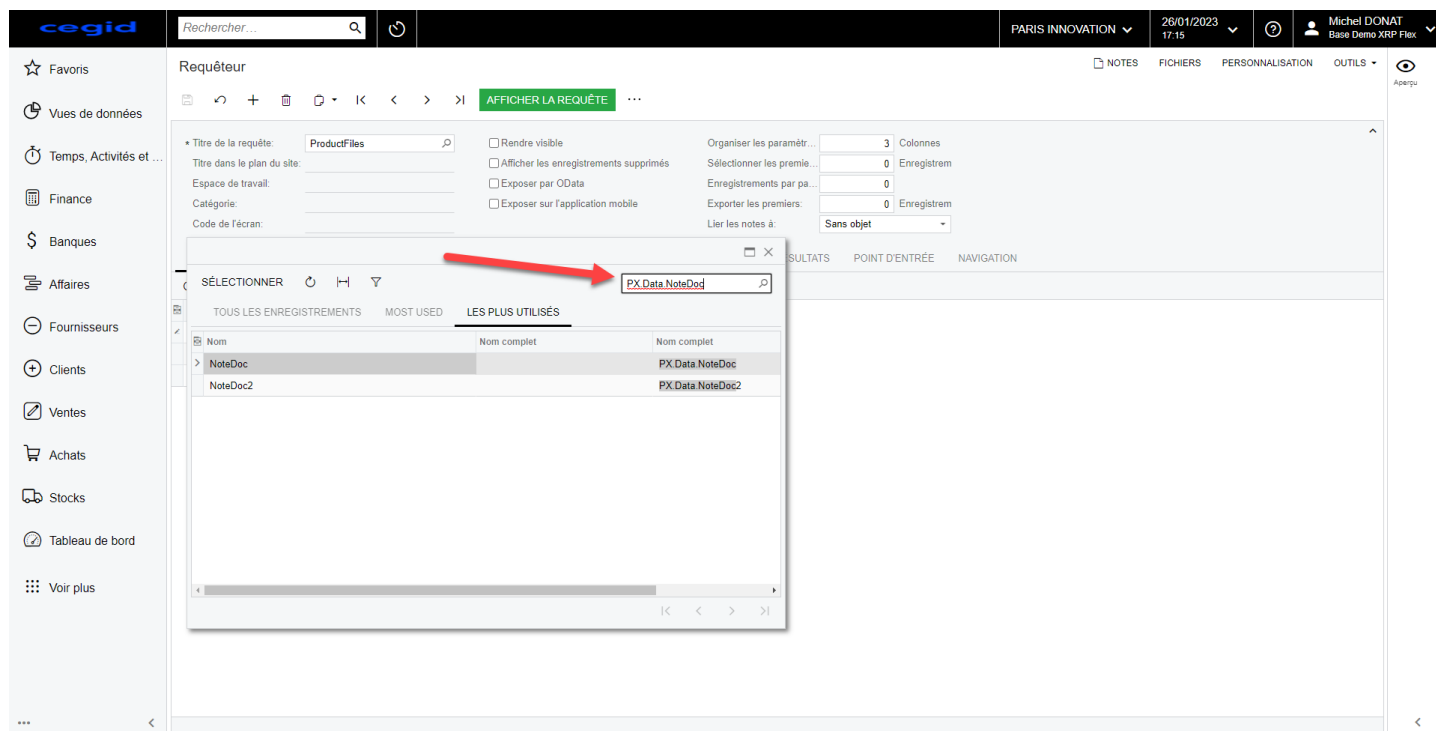 cegid
Rechercher...
PARIS INNOVATION
26/01/2023
17:15
Michel DONAT
Base Demo XRP Flex
Favoris
Vues de données
Temps, Activités et ...
Finance
Banques
Affaires
Fournisseurs
Clients
Ventes
Achats
Stocks
Tableau de bord
Voir plus
Requêteur
NOTES FICHIERS PERSONNALISATION OUTILS
Aperçu
AFFICHER LA REQUÊTE ...
* Titre de la requête: ProductFiles
Titre dans le plan du site:
Espace de travail:
Catégorie:
Code de l'écran:
Rendre visible
Afficher les enregistrements supprimés
Exposer par OData
Exposer sur l'application mobile
Organiser les paramètr... 3 Colonnes
Sélectionner les premie... 0 Enregistrem
Enregistrements par pa... 0
Exporter les premiers: 0 Enregistrem
Lier les notes à: Sans objet
SULTATS POINT D'ENTRÉE NAVIGATION
SÉLECTIONNER
PX.Data.NoteDoc
TOUS LES ENREGISTREMENTS MOST USED LES PLUS UTILISÉS
Nom Nom complet Nom complet
NoteDoc PX.Data.NoteDoc
NoteDoc2 PX.Data.NoteDoc2